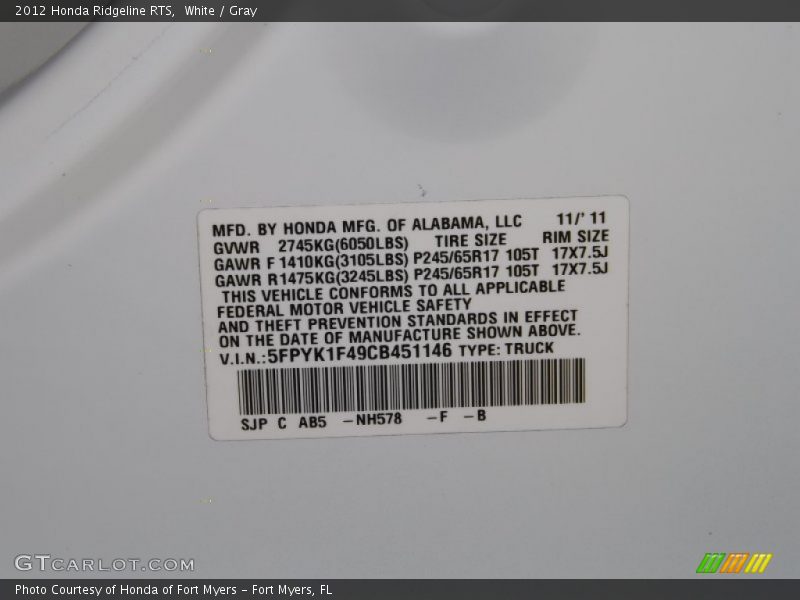 2012 Honda Ridgeline RTS,  White / Gray
MFD. BY HONDA MFG. OF ALABAMA, LLC 11/' 11
GVWR 2745KG(6050LBS) TIRE SIZE RIM SIZE
GAWR F 1410KG(3105LBS) P245/65R17 105T 17X7.5J
GAWR R1475KG(3245LBS) P245/65R17 105T 17X7.5J
THIS VEHICLE CONFORMS TO ALL APPLICABLE
FEDERAL MOTOR VEHICLE SAFETY
AND THEFT PREVENTION STANDARDS IN EFFECT
ON THE DATE OF MANUFACTURE SHOWN ABOVE.
V.I.N.:5FPYK1F49CB451146 TYPE: TRUCK
SJP C AB5 –NH578 –F –B
GTCARLOT.COM
Photo Courtesy of Honda of Fort Myers – Fort Myers, FL